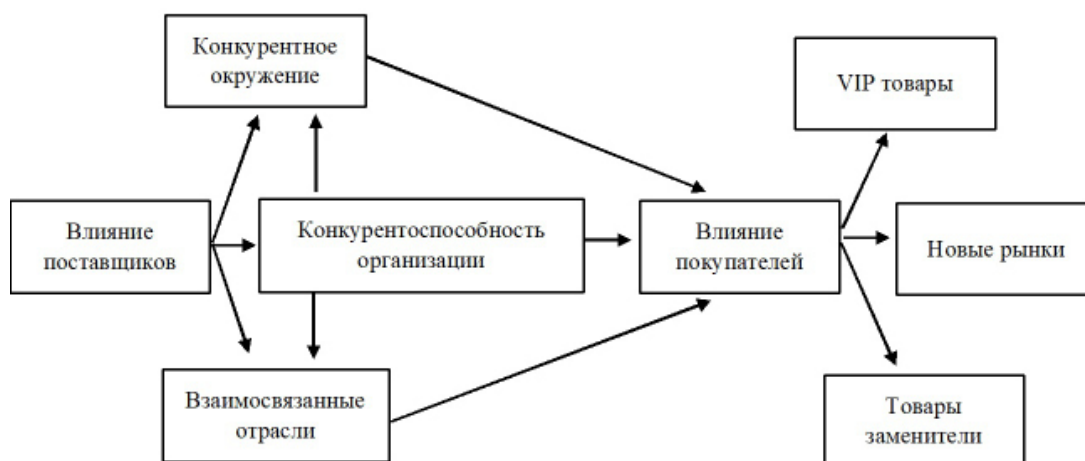 Конкурентное
окружение
VIP товары
Влияние
поставщиков
Конкурентоспособность
организации
Влияние
покупателей
Новые рынки
Взаимосвязанные
отрасли
Товары
заменители